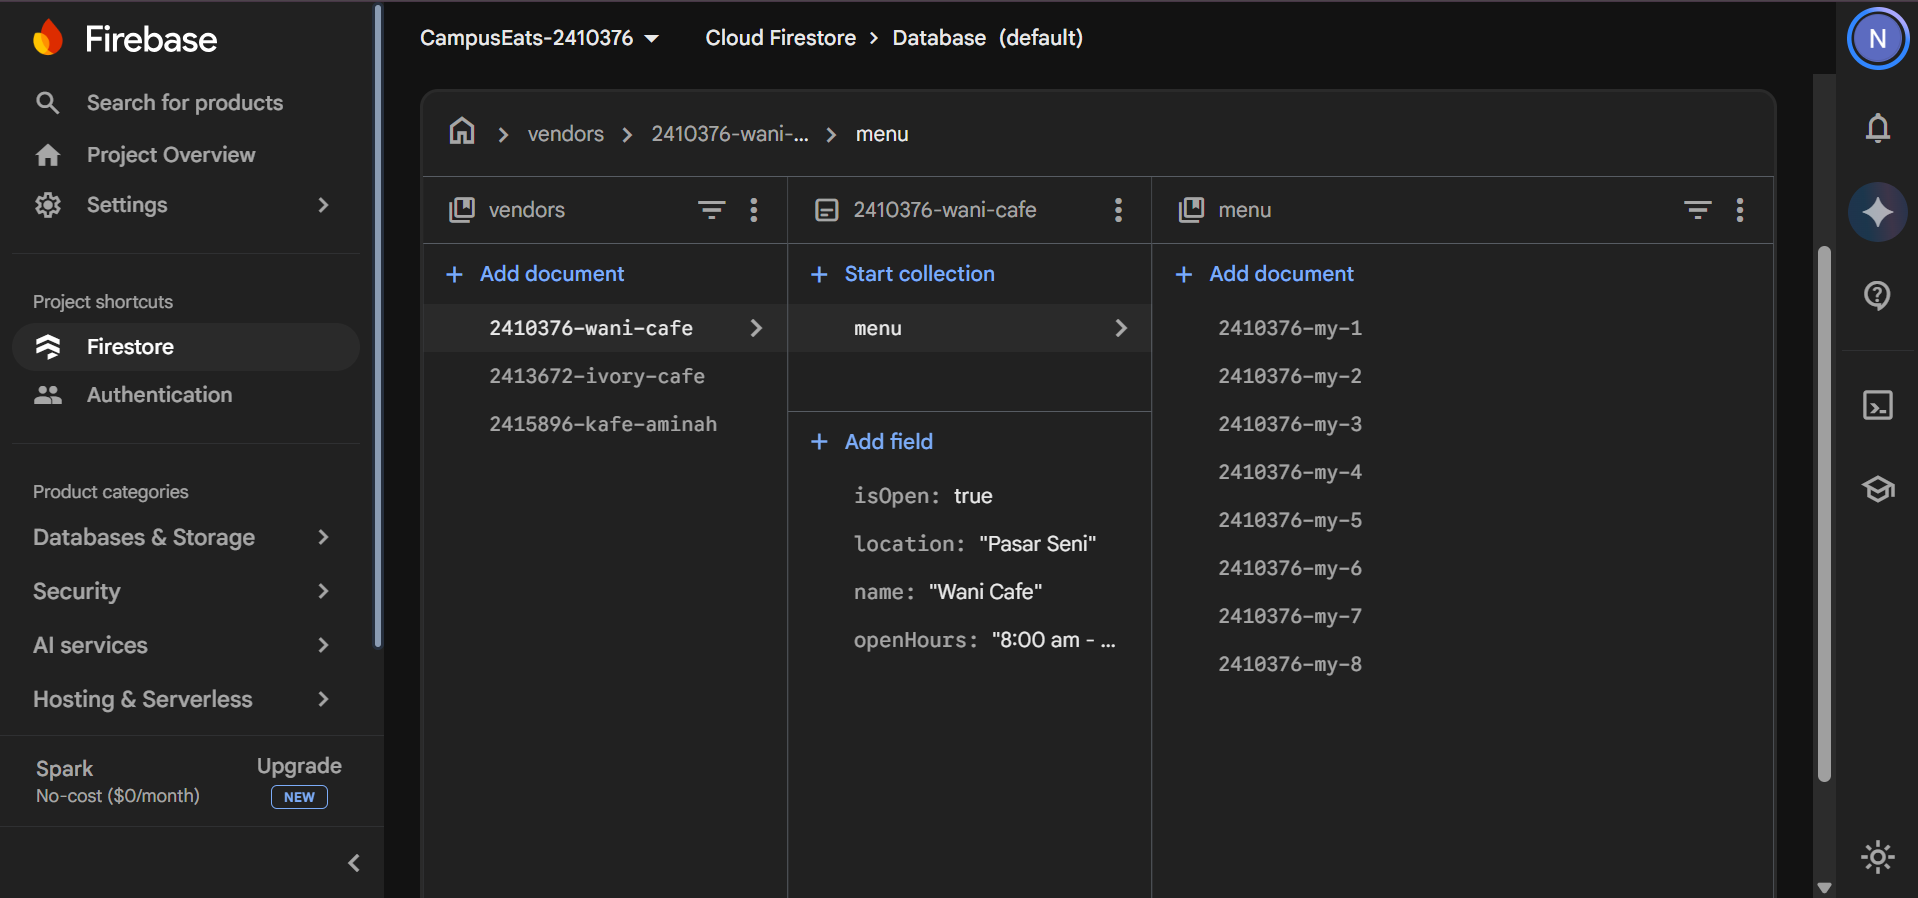 Firebase
Search for products
Project Overview
Settings
Project shortcuts
Firestore
Authentication
Product categories
Databases & Storage
Security
AI services
Hosting & Serverless
Spark
No-cost ($0/month)
Upgrade
NEW
CampusEats-2410376
Cloud Firestore > Database (default)
vendors > 2410376-wani-... > menu
vendors
Add document
2410376-wani-cafe
2413672-ivory-cafe
2415896-kafe-aminah
2410376-wani-cafe
Start collection
menu
Add field
isOpen: true
location: "Pasar Seni"
name: "Wani Cafe"
openHours: "8:00 am - ...
menu
Add document
2410376-my-1
2410376-my-2
2410376-my-3
2410376-my-4
2410376-my-5
2410376-my-6
2410376-my-7
2410376-my-8
N